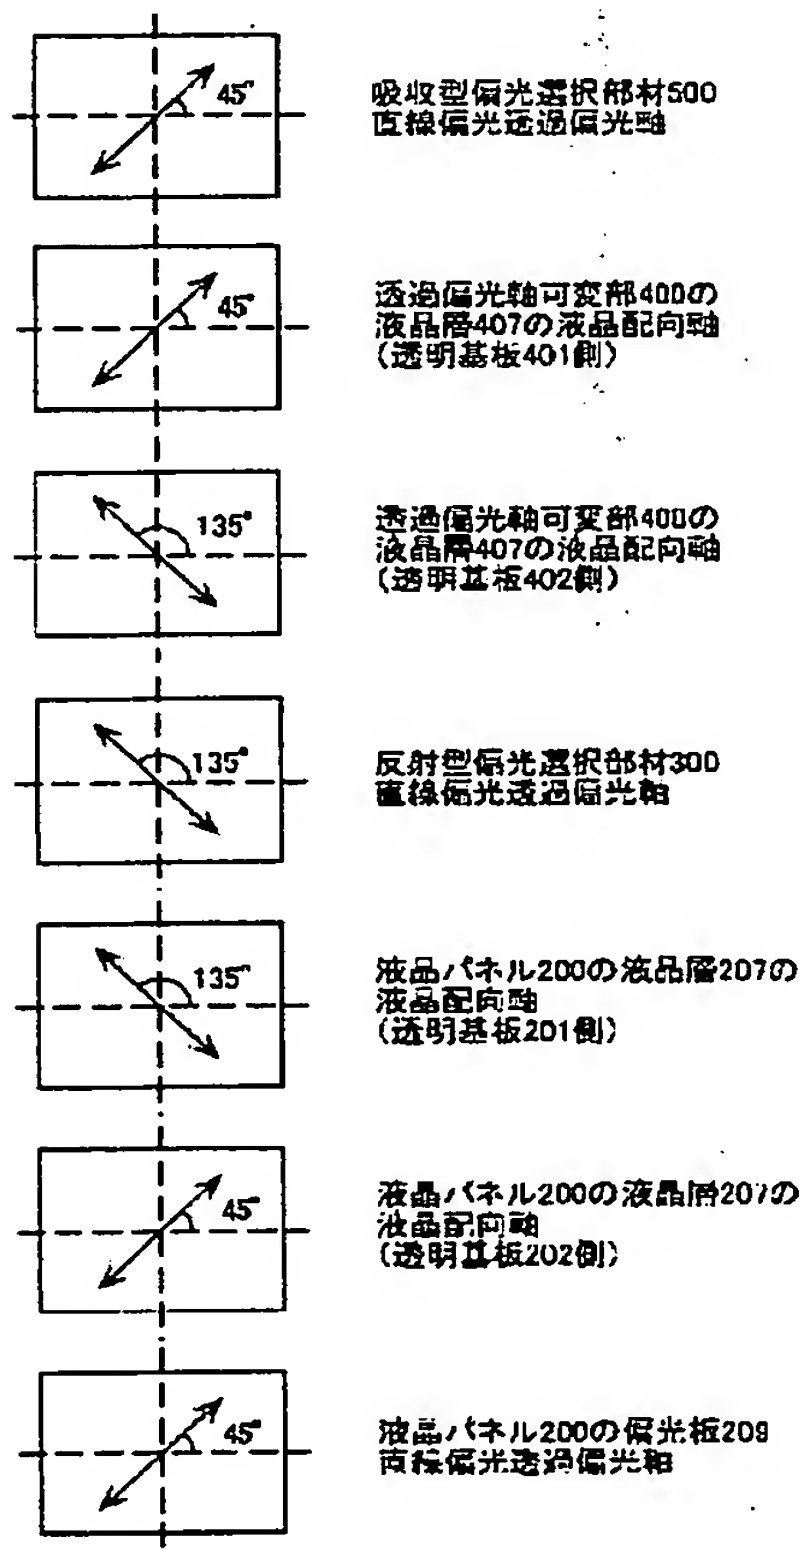 45°
吸収型偏光選択部材500
直線偏光透過偏光軸
45°
透過偏光軸可変部400の
液晶層407の液晶配向軸
(透明基板401側)
135°
透過偏光軸可変部400の
液晶層407の液晶配向軸
(透明基板402側)
135°
反射型偏光選択部材300
直線偏光透過偏光軸
135°
液晶パネル200の液晶層207の
液晶配向軸
(透明基板201側)
45°
液晶パネル200の液晶層207の
液晶配向軸
(透明基板202側)
45°
液晶パネル200の偏光板209
直線偏光透過偏光軸